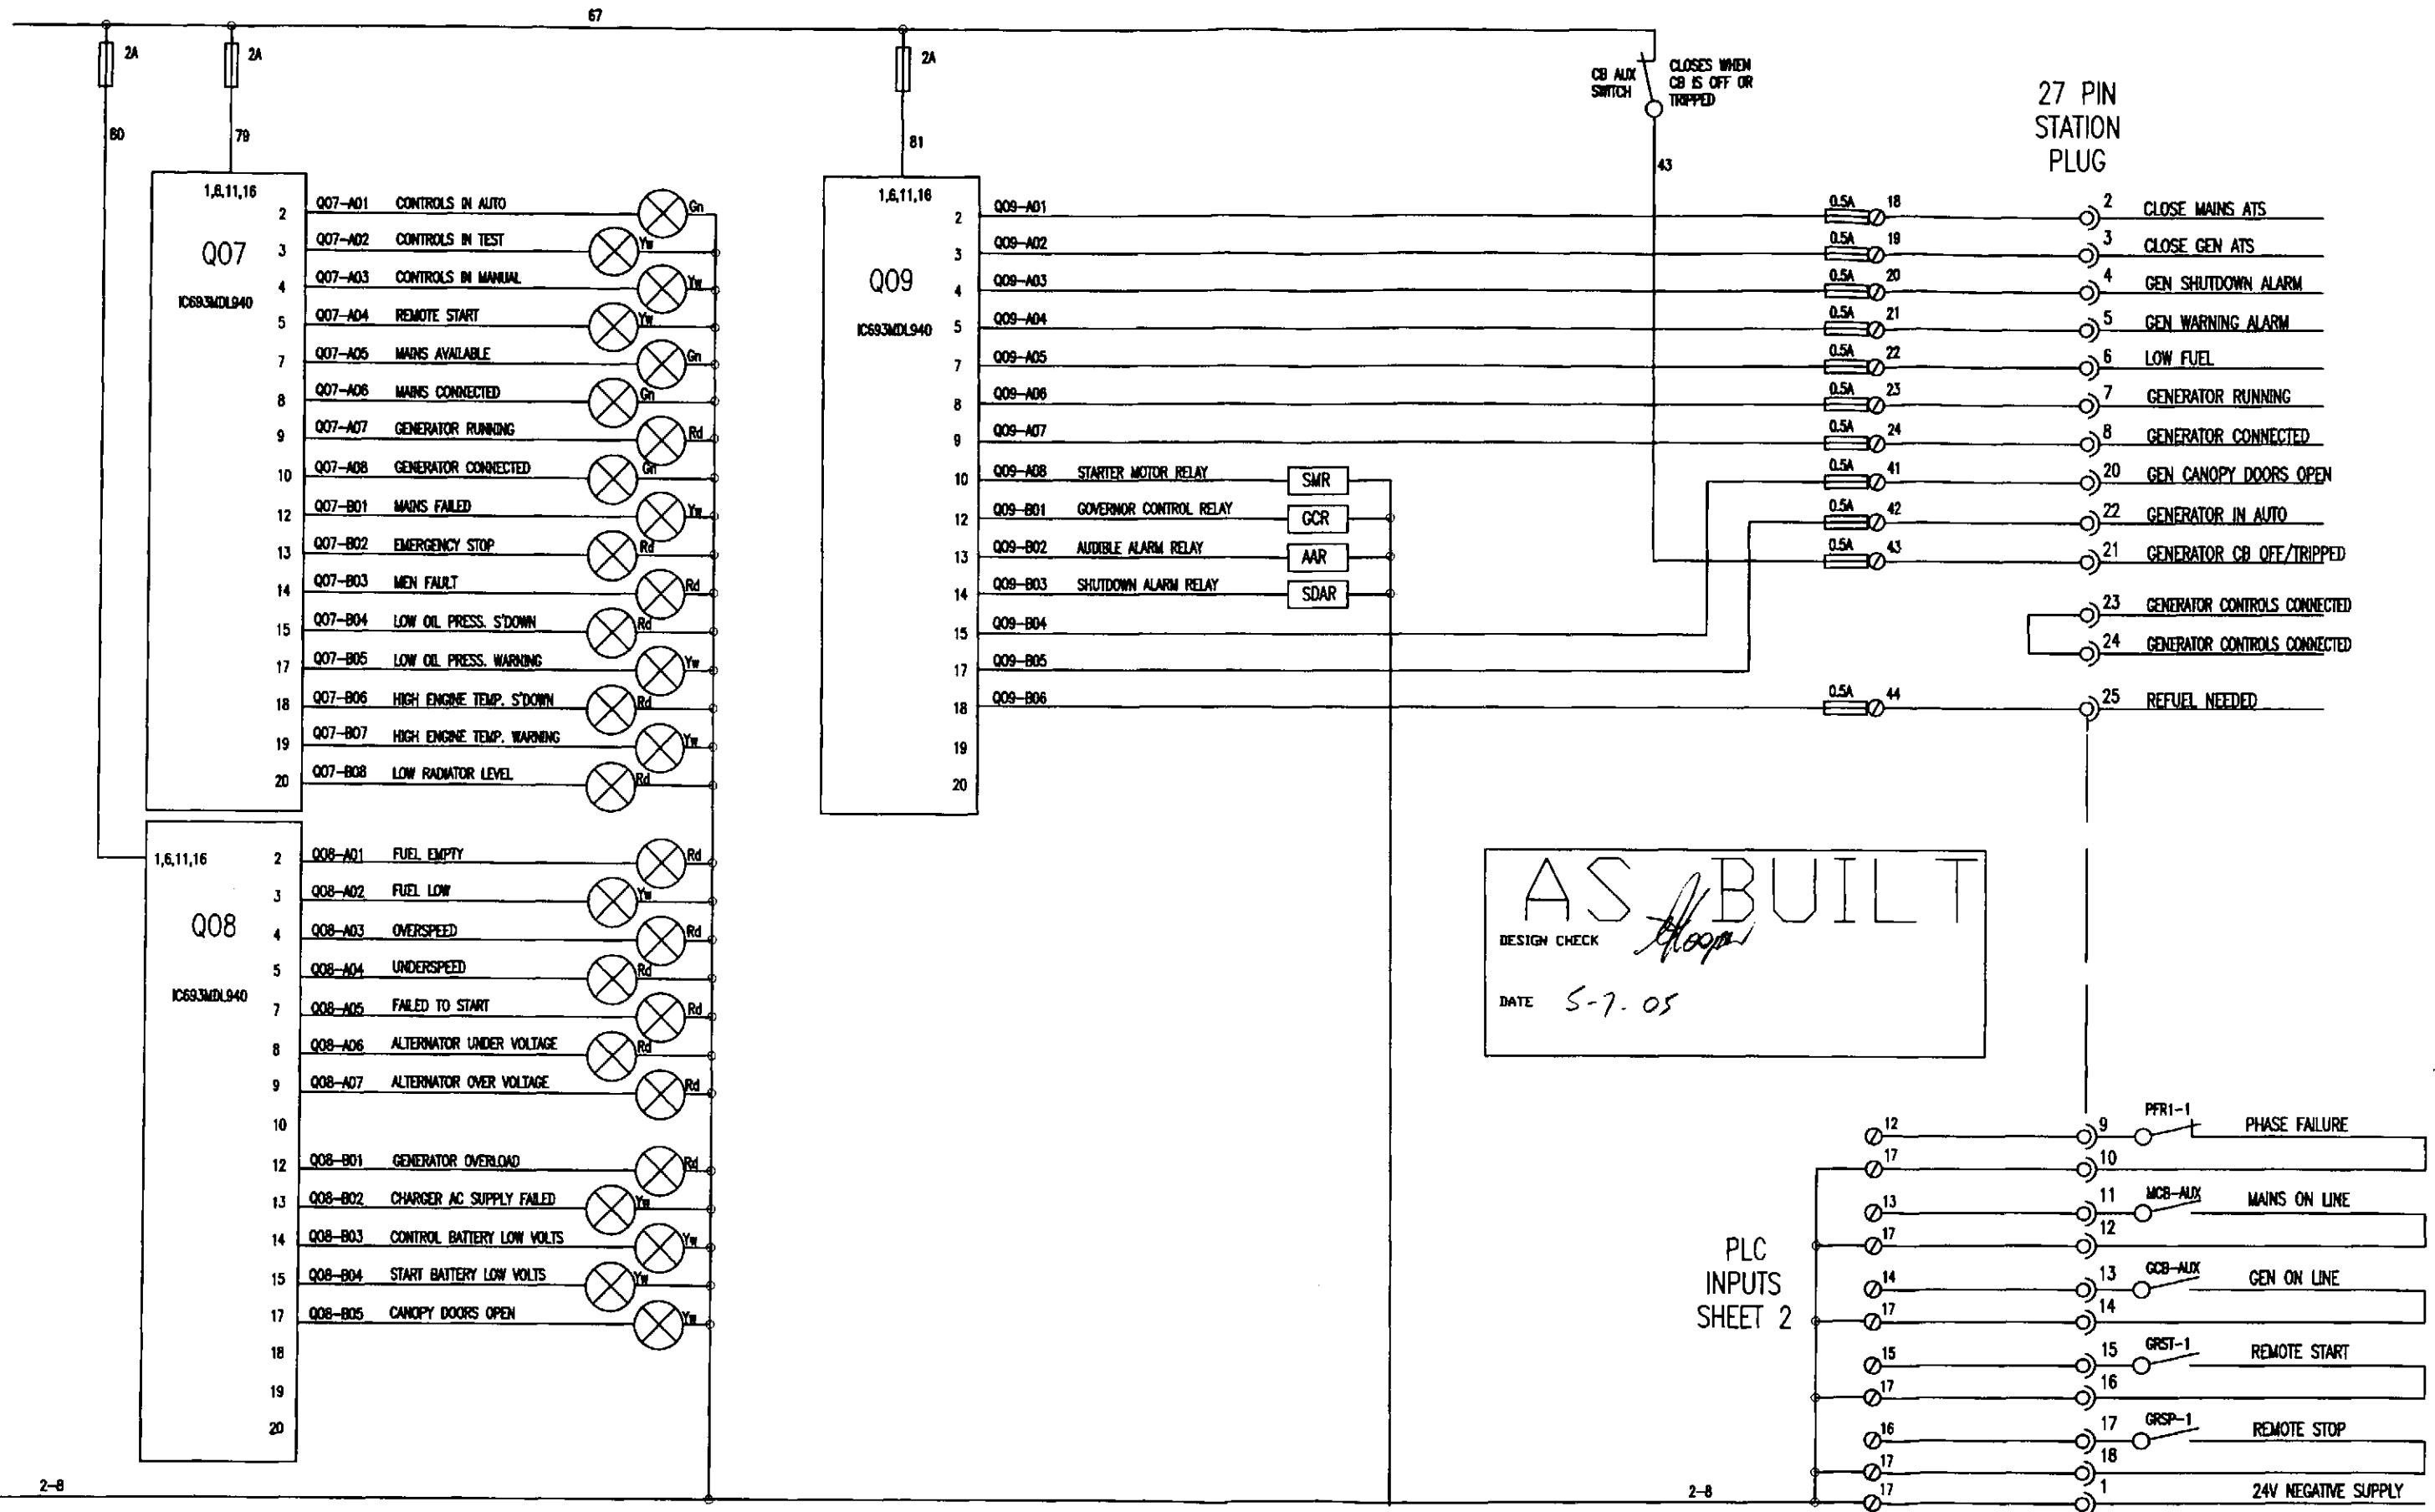 67
2A
2A
2A
80
79
81
CB AUX
SWITCH
CLOSES WHEN
CB IS OFF OR
TRIPPED
43
27 PIN
STATION
PLUG
1,6,11,16
Q07
IC693MDL940
2 Q07-A01 CONTROLS IN AUTO Gn
3 Q07-A02 CONTROLS IN TEST Yw
4 Q07-A03 CONTROLS IN MANUAL Yw
5 Q07-A04 REMOTE START Yw
7 Q07-A05 MAINS AVAILABLE Gn
8 Q07-A06 MAINS CONNECTED Gn
9 Q07-A07 GENERATOR RUNNING Rd
10 Q07-A08 GENERATOR CONNECTED Gn
12 Q07-B01 MAINS FAILED Yw
13 Q07-B02 EMERGENCY STOP Rd
14 Q07-B03 MEN FAULT Rd
15 Q07-B04 LOW OIL PRESS. S'DOWN Rd
17 Q07-B05 LOW OIL PRESS. WARNING Yw
18 Q07-B06 HIGH ENGINE TEMP. S'DOWN Rd
19 Q07-B07 HIGH ENGINE TEMP. WARNING Yw
20 Q07-B08 LOW RADIATOR LEVEL Rd
1,6,11,16
Q08
IC693MDL940
2 Q08-A01 FUEL EMPTY Rd
3 Q08-A02 FUEL LOW Yw
4 Q08-A03 OVERSPEED Rd
5 Q08-A04 UNDERSPEED Rd
7 Q08-A05 FAILED TO START Rd
8 Q08-A06 ALTERNATOR UNDER VOLTAGE Rd
9 Q08-A07 ALTERNATOR OVER VOLTAGE Rd
10
12 Q08-B01 GENERATOR OVERLOAD Rd
13 Q08-B02 CHARGER AC SUPPLY FAILED Yw
14 Q08-B03 CONTROL BATTERY LOW VOLTS Yw
15 Q08-B04 START BATTERY LOW VOLTS Yw
17 Q08-B05 CANOPY DOORS OPEN Yw
18
19
20
2-8
1,6,11,16
Q09
IC693MDL940
2 Q09-A01 0.5A 18 2 CLOSE MAINS ATS
3 Q09-A02 0.5A 19 3 CLOSE GEN ATS
4 Q09-A03 0.5A 20 4 GEN SHUTDOWN ALARM
5 Q09-A04 0.5A 21 5 GEN WARNING ALARM
7 Q09-A05 0.5A 22 6 LOW FUEL
8 Q09-A06 0.5A 23 7 GENERATOR RUNNING
9 Q09-A07 0.5A 24 8 GENERATOR CONNECTED
10 Q09-A08 STARTER MOTOR RELAY SMR 0.5A 41 20 GEN CANOPY DOORS OPEN
12 Q09-B01 GOVERNOR CONTROL RELAY GCR 0.5A 42 22 GENERATOR IN AUTO
13 Q09-B02 AUDIBLE ALARM RELAY AAR 0.5A 43 21 GENERATOR CB OFF/TRIPPED
14 Q09-B03 SHUTDOWN ALARM RELAY SDAR 23 GENERATOR CONTROLS CONNECTED
15 Q09-B04 24 GENERATOR CONTROLS CONNECTED
17 Q09-B05
18 Q09-B06 0.5A 44 25 REFUEL NEEDED
19
20
AS BUILT
DESIGN CHECK
DATE 5-7.05
PLC
INPUTS
SHEET 2
12 9 PFR1-1 PHASE FAILURE
17 10
13 11 MCB-AUX MAINS ON LINE
17 12
14 13 GCB-AUX GEN ON LINE
17 14
15 15 GRST-1 REMOTE START
17 16
16 17 GRSP-1 REMOTE STOP
17 18
2-8 17 1 24V NEGATIVE SUPPLY